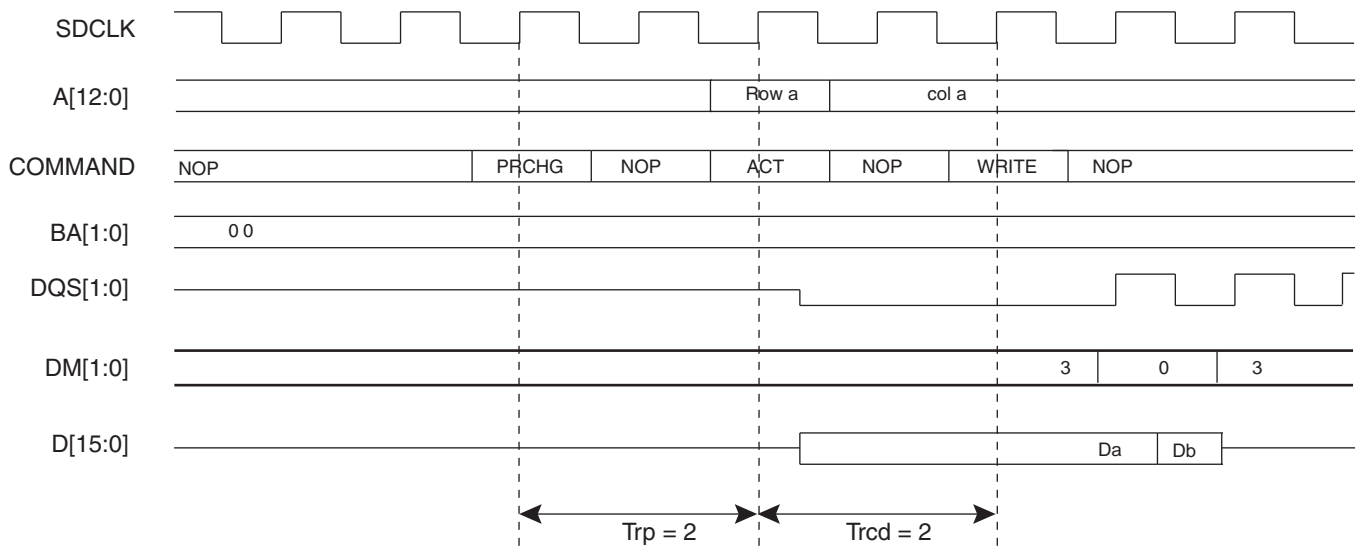 SDCLK
A[12:0] Row a col a
COMMAND NOP PRCHG NOP ACT NOP WRITE NOP
BA[1:0] 0 0
DQS[1:0]
DM[1:0] 3 0 3
D[15:0] Da Db
Trp = 2 Trcd = 2